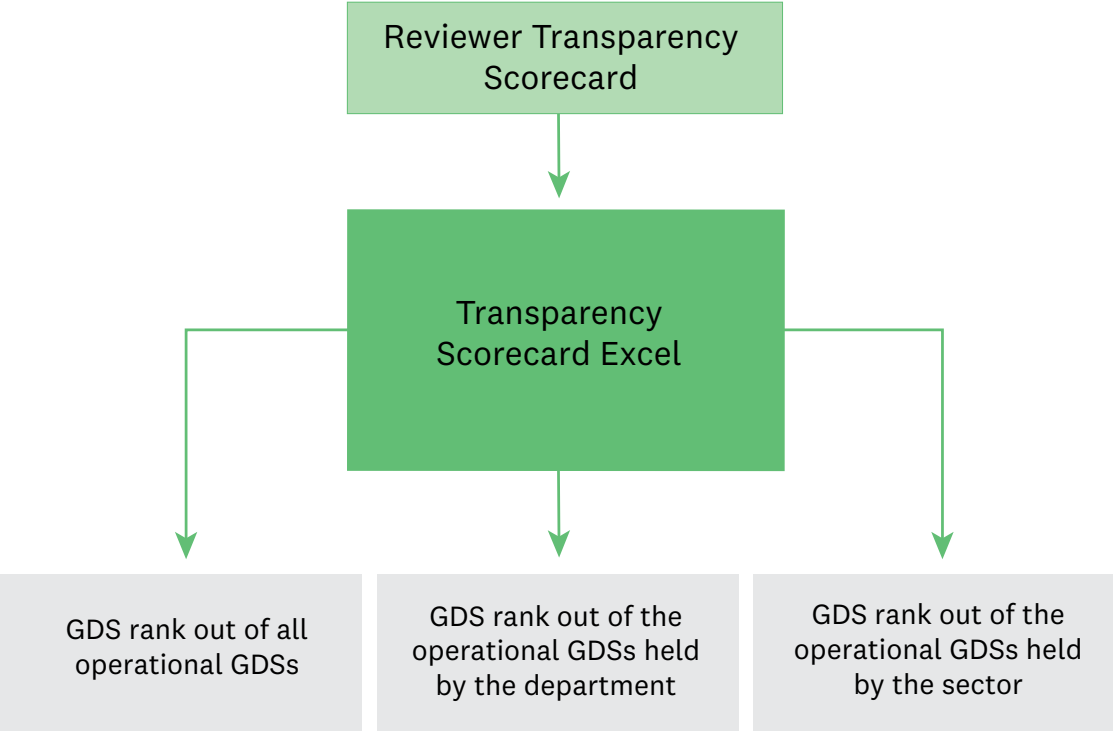 Reviewer Transparency
Scorecard
Transparency
Scorecard Excel
GDS rank out of all
operational GDSs
GDS rank out of the
operational GDSs held
by the department
GDS rank out of the
operational GDSs held
by the sector